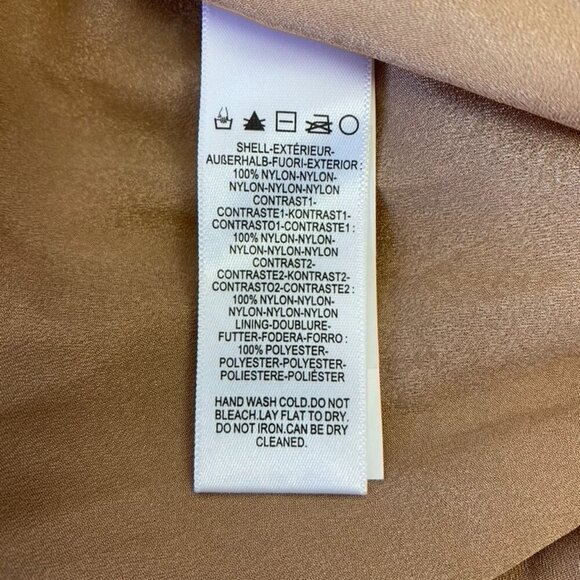 SHELL-EXTÉRIEUR-
AUßERHALB-FUORI-EXTERIOR :
100% NYLON-NYLON-
NYLON-NYLON-NYLON
CONTRAST1-
CONTRASTE1-KONTRAST1-
CONTRASTO1-CONTRASTE1 :
100% NYLON-NYLON-
NYLON-NYLON-NYLON
CONTRAST2-
CONTRASTE2-KONTRAST2-
CONTRASTO2-CONTRASTE2 :
100% NYLON-NYLON-
NYLON-NYLON-NYLON
LINING-DOUBLURE-
FUTTER-FODERA-FORRO :
100% POLYESTER-
POLYESTER-POLYESTER-
POLIESTERE-POLIÉSTER
HAND WASH COLD.DO NOT
BLEACH.LAY FLAT TO DRY.
DO NOT IRON.CAN BE DRY
CLEANED.